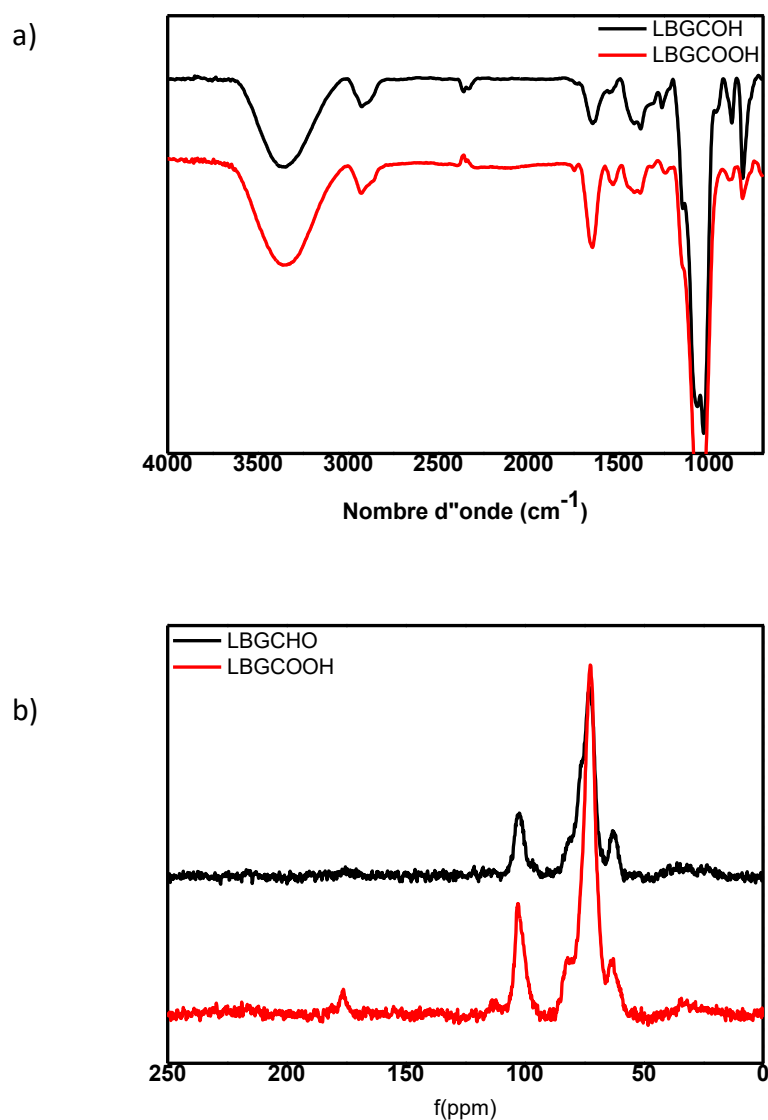 a)
LBGCOH
LBGCOOH
4000 3500 3000 2500 2000 1500 1000
Nombre d"onde (cm-1)
b)
LBGCHO
LBGCOOH
250 200 150 100 50 0
f(ppm)